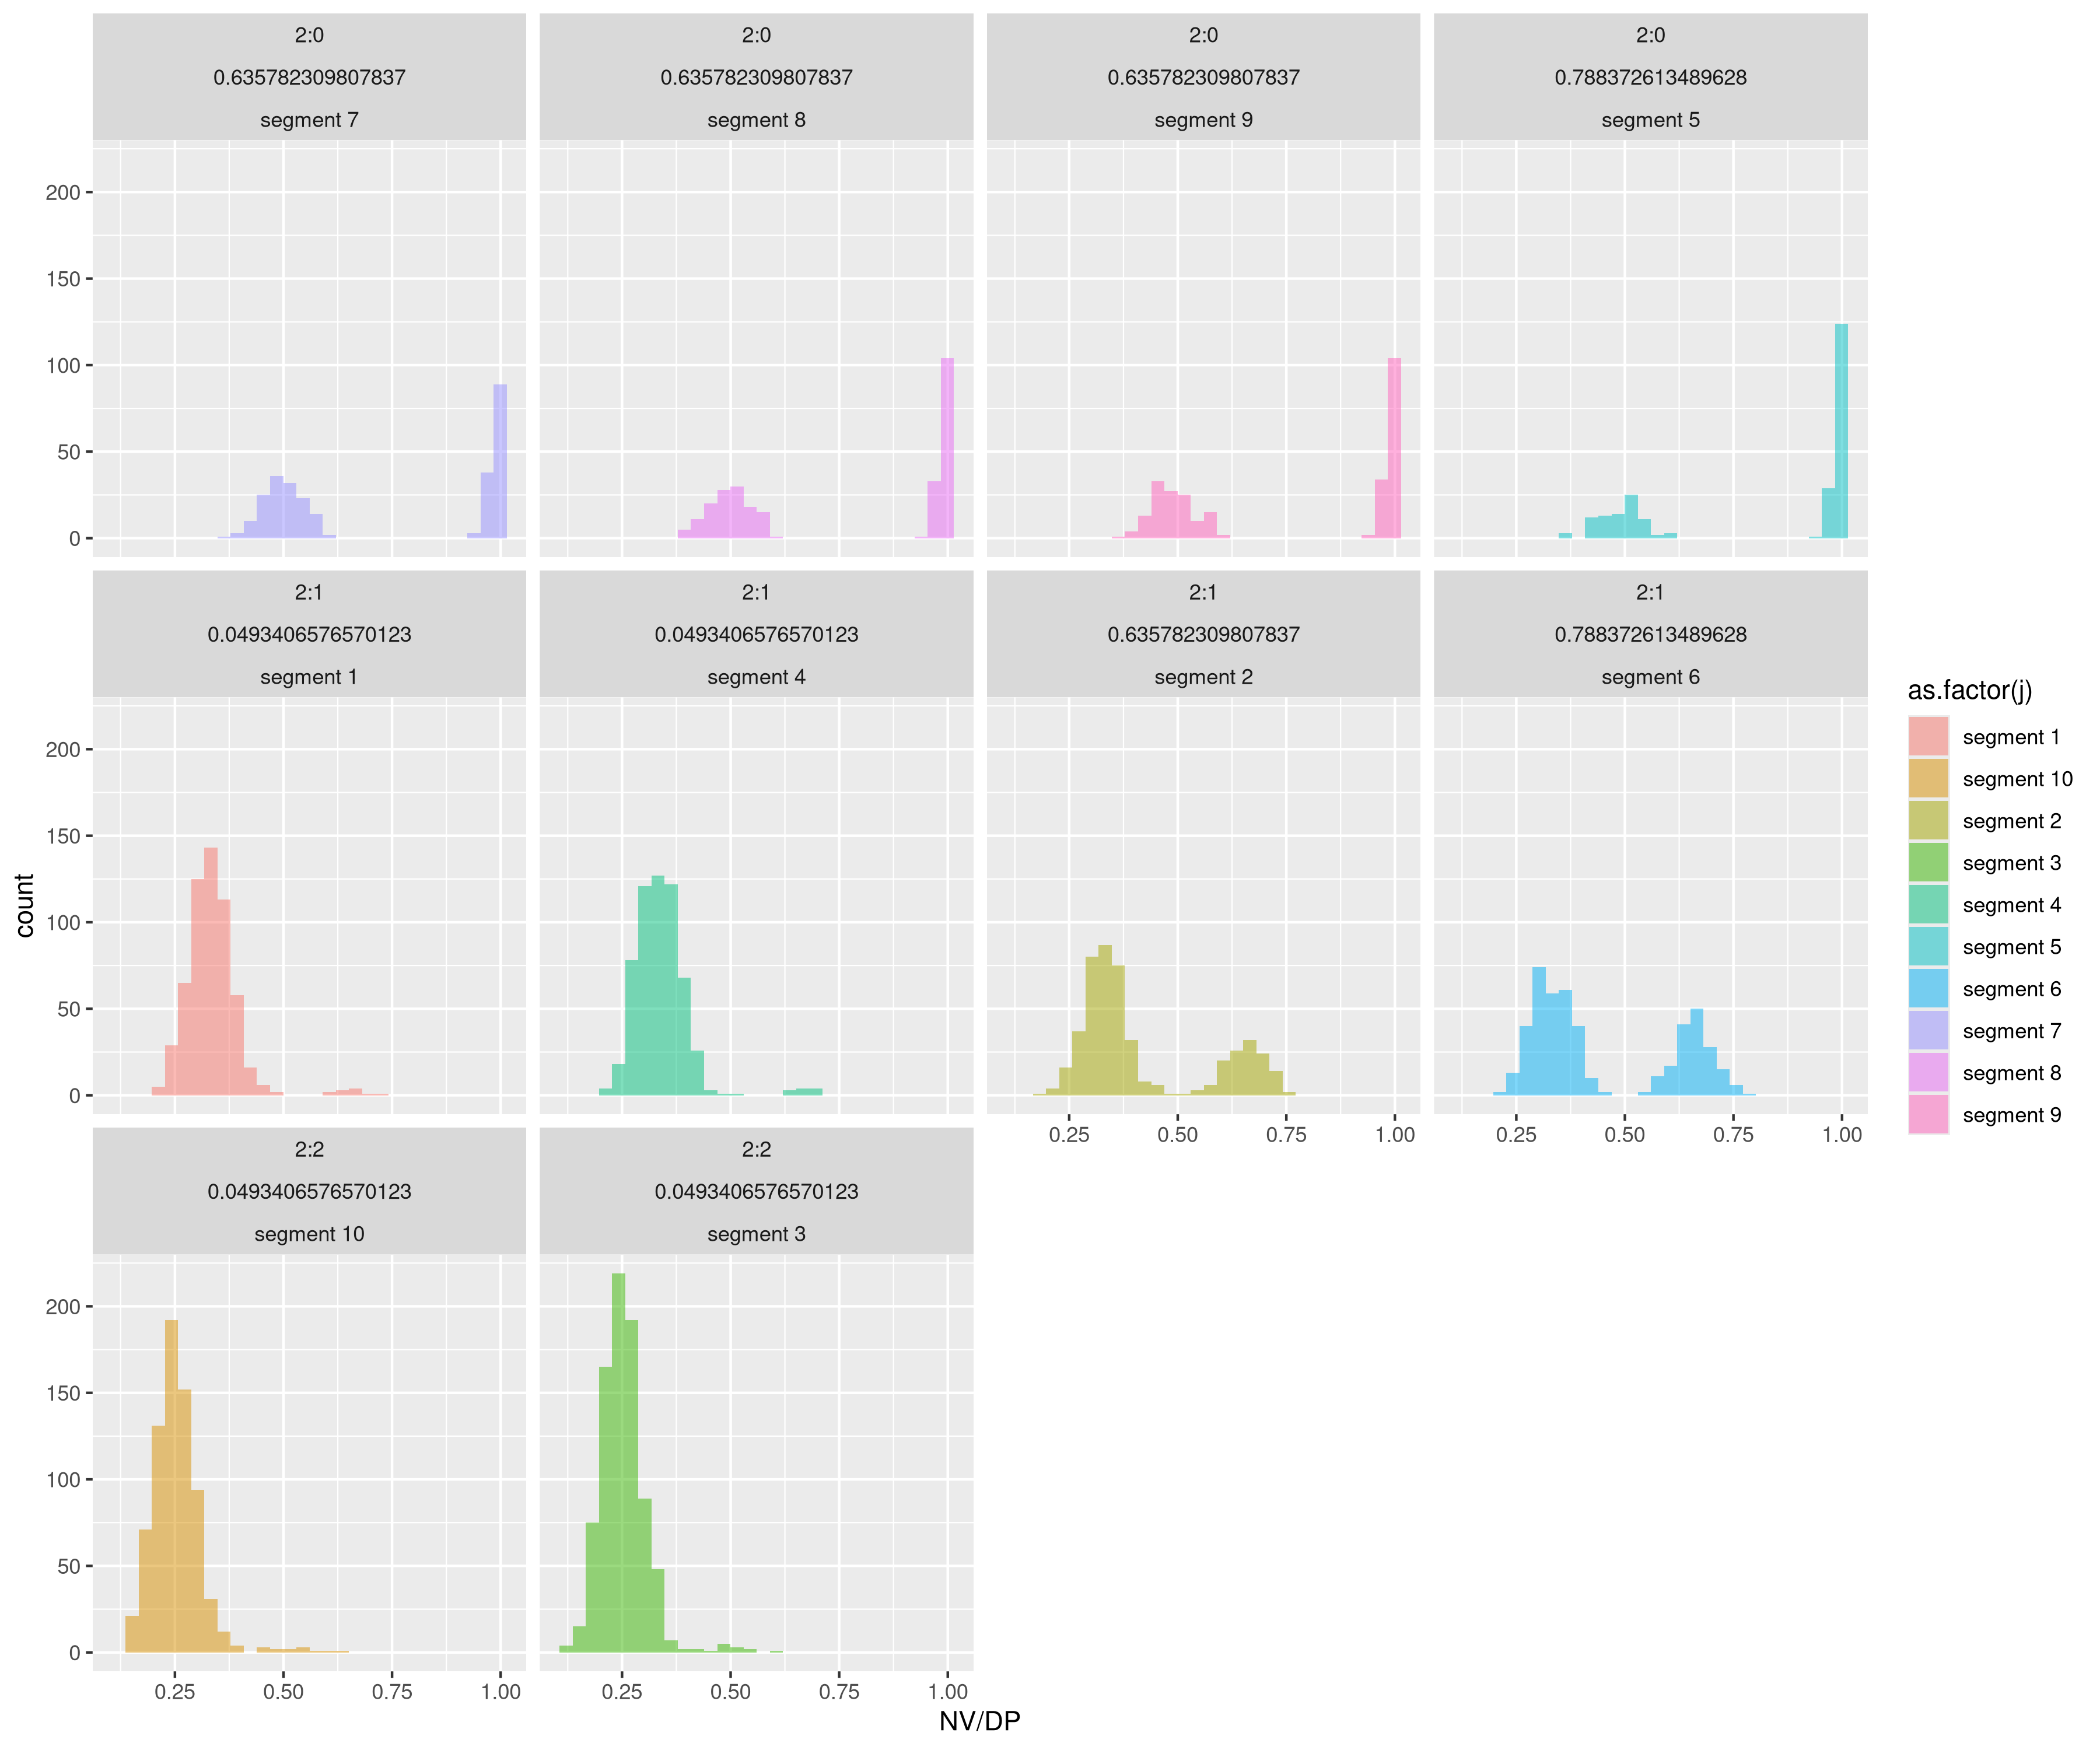 2:0
0.635782309807837
segment 7
2:0
0.635782309807837
segment 8
2:0
0.635782309807837
segment 9
2:0
0.788372613489628
segment 5
200
150
100
50
0
2:1
0.0493406576570123
segment 1
2:1
0.0493406576570123
segment 4
2:1
0.635782309807837
segment 2
2:1
0.788372613489628
segment 6
200
150
100
50
0
0.25 0.50 0.75 1.00
0.25 0.50 0.75 1.00
2:2
0.0493406576570123
segment 10
2:2
0.0493406576570123
segment 3
200
150
100
50
0
0.25 0.50 0.75 1.00
0.25 0.50 0.75 1.00
NV/DP
count
as.factor(j)
segment 1
segment 10
segment 2
segment 3
segment 4
segment 5
segment 6
segment 7
segment 8
segment 9